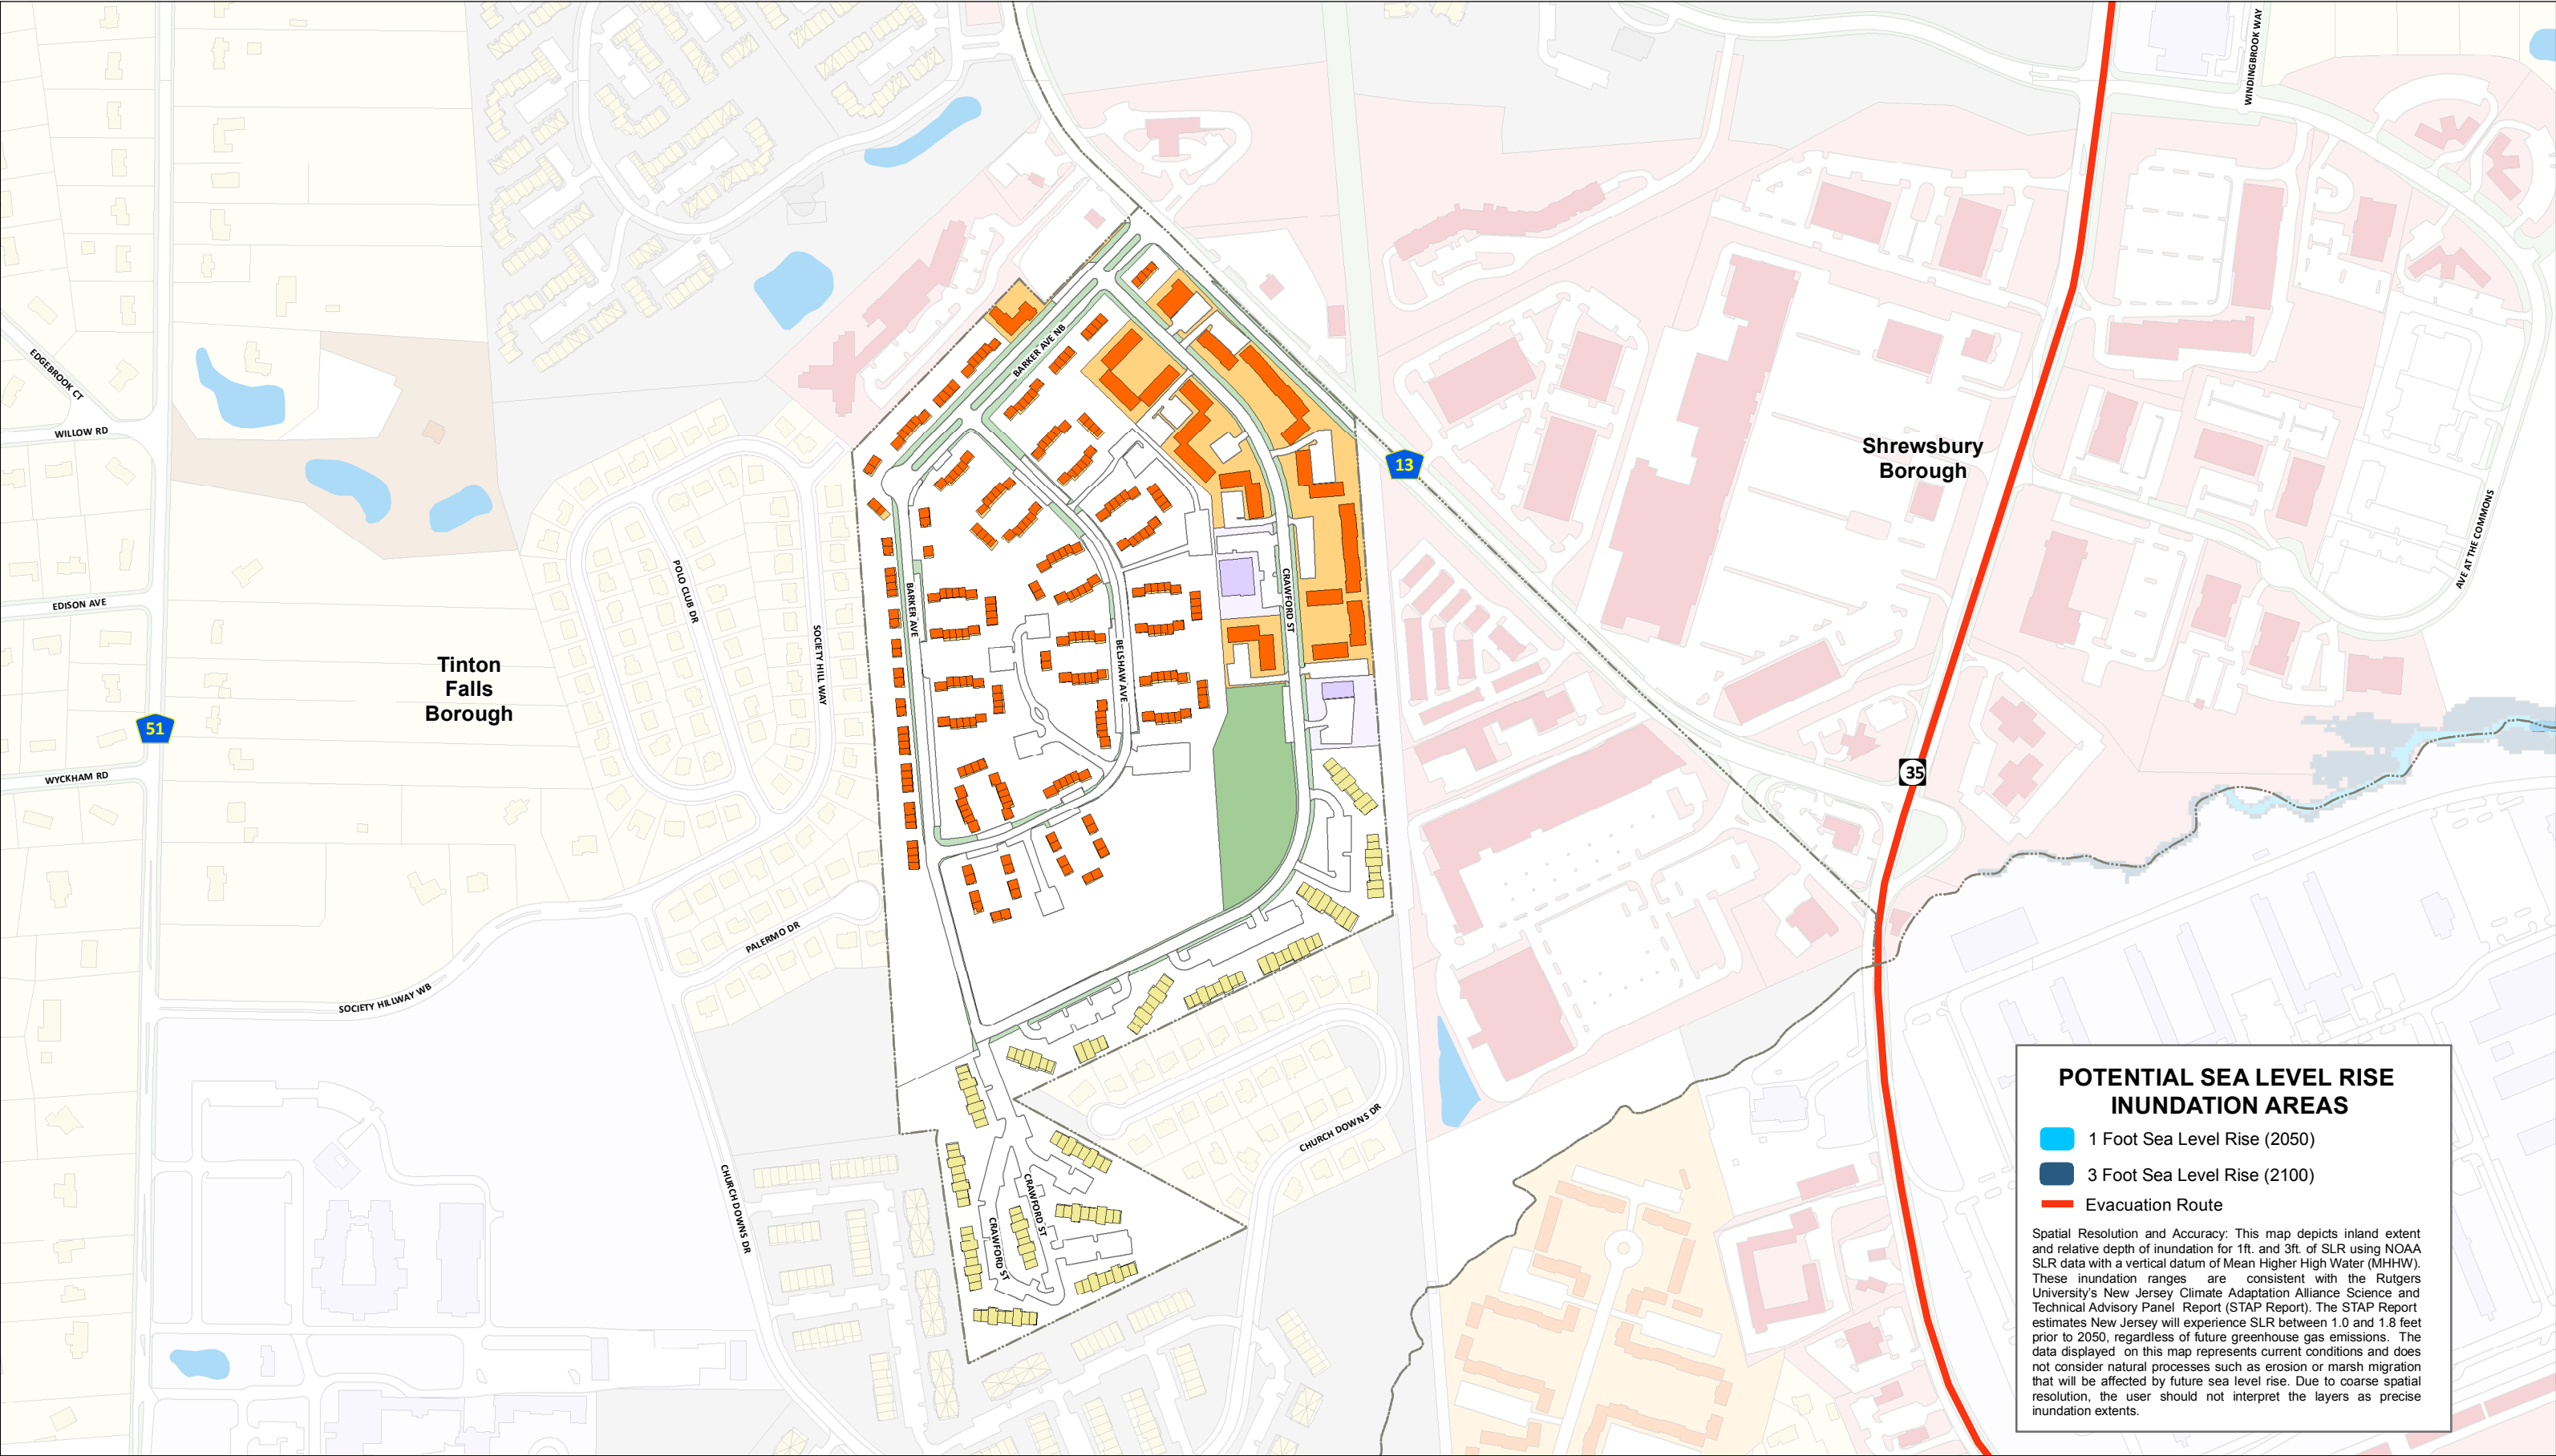 WINDINGBROOK WAY
BARKER AVE NB
EDGEBROOK CT
WILLOW RD
Shrewsbury
Borough
13
AVE AT THE COMMONS
EDISON AVE
POLO CLUB DR
BARKER AVE
CRAWFORD ST
SOCIETY HILL WAY
BELSHAW AVE
Tinton
Falls
Borough
51
35
WYCKHAM RD
PALERMO DR
SOCIETY HILLWAY WB
CHURCH DOWNS DR
CHURCH DOWNS DR
CRAWFORD ST
CRAWFORD ST
POTENTIAL SEA LEVEL RISE
INUNDATION AREAS
1 Foot Sea Level Rise (2050)
3 Foot Sea Level Rise (2100)
Evacuation Route
Spatial Resolution and Accuracy: This map depicts inland extent
and relative depth of inundation for 1ft. and 3ft. of SLR using NOAA
SLR data with a vertical datum of Mean Higher High Water (MHHW).
These inundation ranges are consistent with the Rutgers
University's New Jersey Climate Adaptation Alliance Science and
Technical Advisory Panel Report (STAP Report). The STAP Report
estimates New Jersey will experience SLR between 1.0 and 1.8 feet
prior to 2050, regardless of future greenhouse gas emissions. The
data displayed on this map represents current conditions and does
not consider natural processes such as erosion or marsh migration
that will be affected by future sea level rise. Due to coarse spatial
resolution, the user should not interpret the layers as precise
inundation extents.